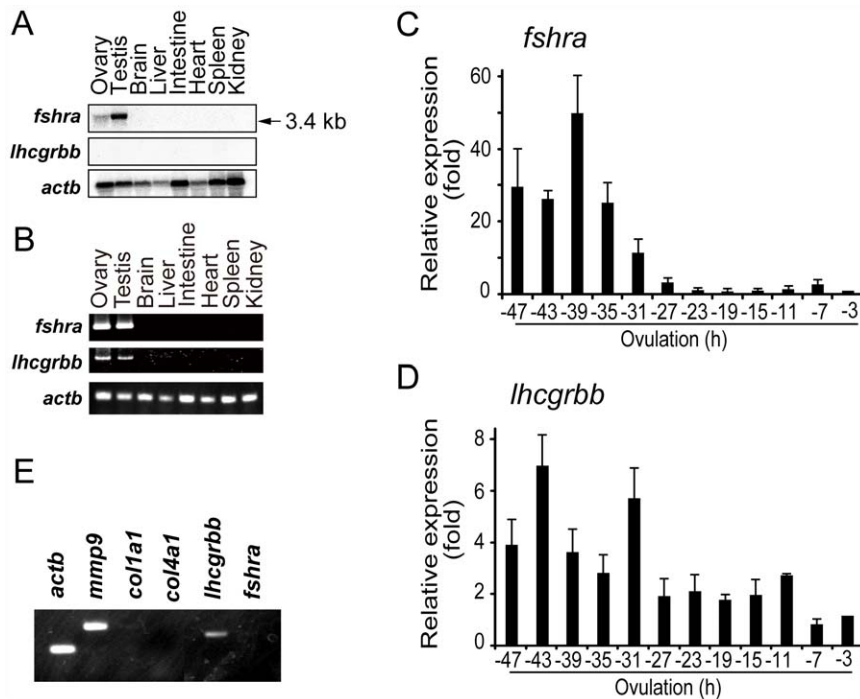 A
Ovary
Testis
Brain
Liver
Intestine
Heart
Spleen
Kidney
fshra
3.4 kb
lhcgrbb
actb
B
Ovary
Testis
Brain
Liver
Intestine
Heart
Spleen
Kidney
fshra
lhcgrbb
actb
E
actb
mmp9
col1a1
col4a1
lhcgrbb
fshra
C
fshra
Relative expression
(fold)
60
40
20
0
-47 -43 -39 -35 -31 -27 -23 -19 -15 -11 -7 -3
Ovulation (h)
D
lhcgrbb
Relative expression
(fold)
8
6
4
2
0
-47 -43 -39 -35 -31 -27 -23 -19 -15 -11 -7 -3
Ovulation (h)